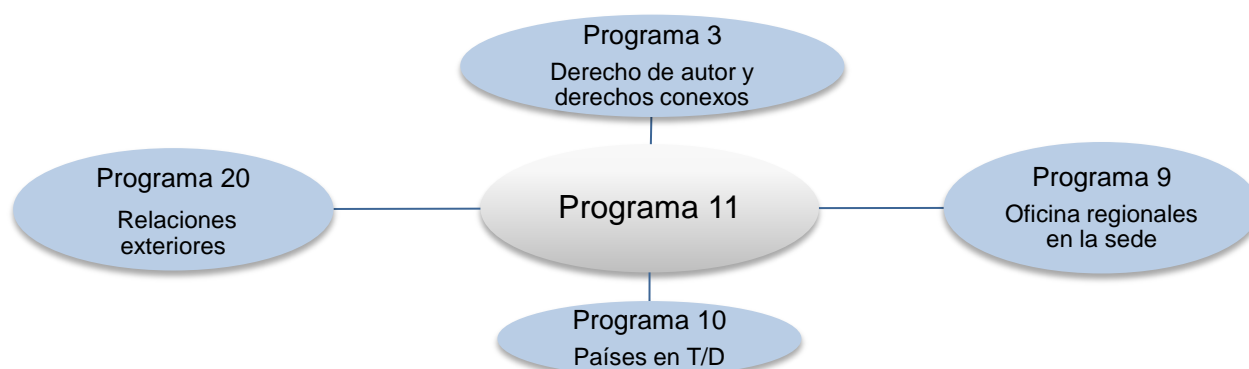 Programa 3
Derecho de autor y
derechos conexos
Programa 20
Relaciones
exteriores
Programa 11
Programa 9
Oficina regionales
en la sede
Programa 10
Países en T/D